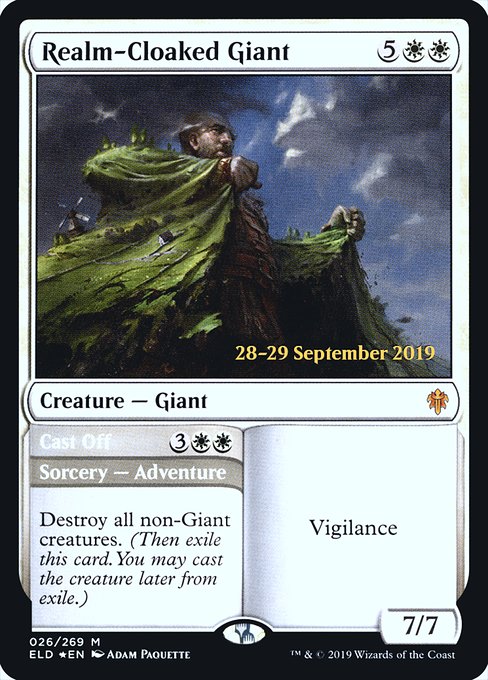 Realm-Cloaked Giant 5
28–29 September 2019
Creature — Giant
Cast Off 3
Sorcery — Adventure
Destroy all non-Giant
creatures. (Then exile
this card. You may cast
the creature later from
exile.)
Vigilance
7/7
026/269 M
ELD ★ EN Adam Paquette
™ & © 2019 Wizards of the Coast